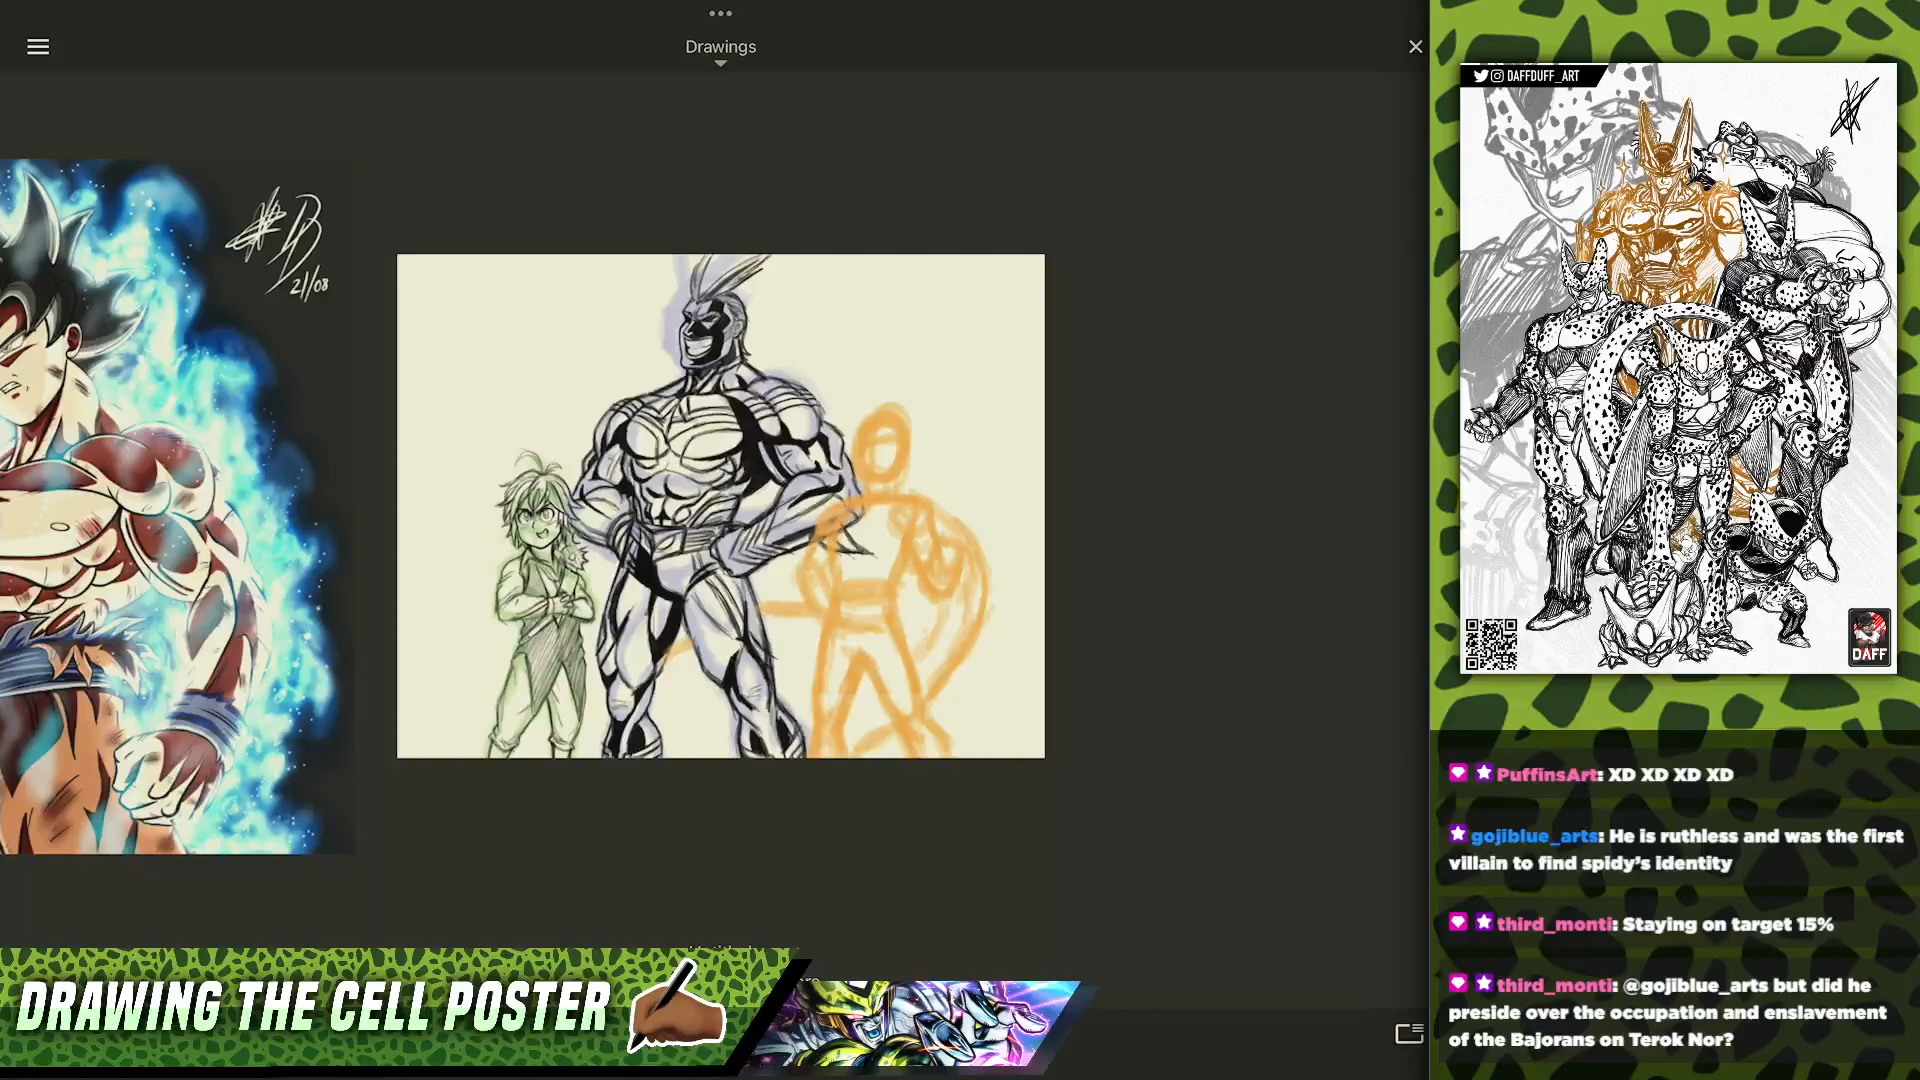 Drawings
DAFFDUFF_ART
21/08
DAFF
PuffinsArt: XD XD XD XD
gojiblue_arts: He is ruthless and was the first
villain to find spidy's identity
third_monti: Staying on target 15%
third_monti: @gojiblue_arts but did he
preside over the occupation and enslavement
of the Bajorans on Terok Nor?
DRAWING THE CELL POSTER